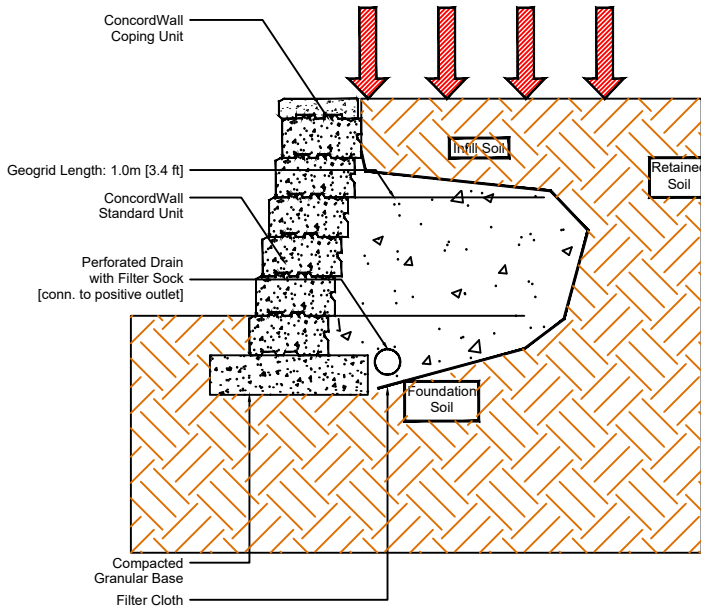 ConcordWall
Coping Unit
Infill Soil
Geogrid Length: 1.0m [3.4 ft]
Retained
Soil
ConcordWall
Standard Unit
Perforated Drain
with Filter Sock
[conn. to positive outlet]
Foundation
Soil
Compacted
Granular Base
Filter Cloth